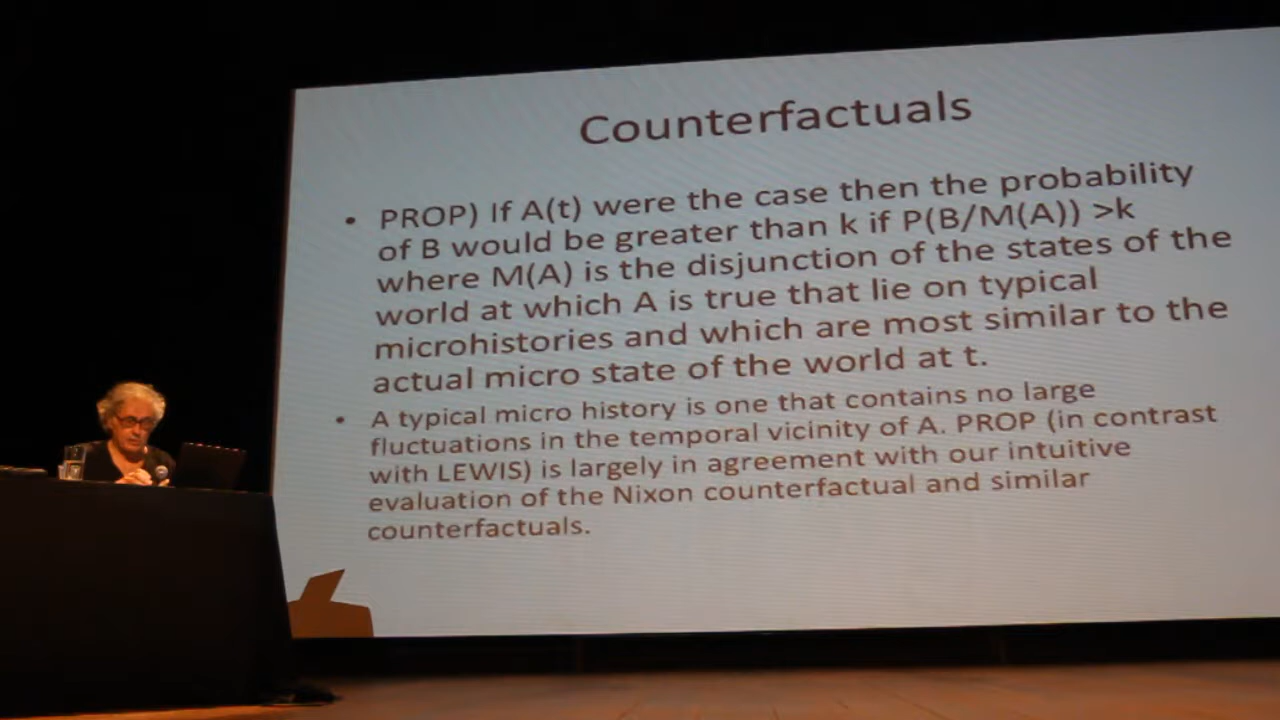 Counterfactuals
• PROP) If A(t) were the case then the probability
of B would be greater than k if P(B/M(A)) >k
where M(A) is the disjunction of the states of the
world at which A is true that lie on typical
microhistories and which are most similar to the
actual micro state of the world at t.
• A typical micro history is one that contains no large
fluctuations in the temporal vicinity of A. PROP (in contrast
with LEWIS) is largely in agreement with our intuitive
evaluation of the Nixon counterfactual and similar
counterfactuals.